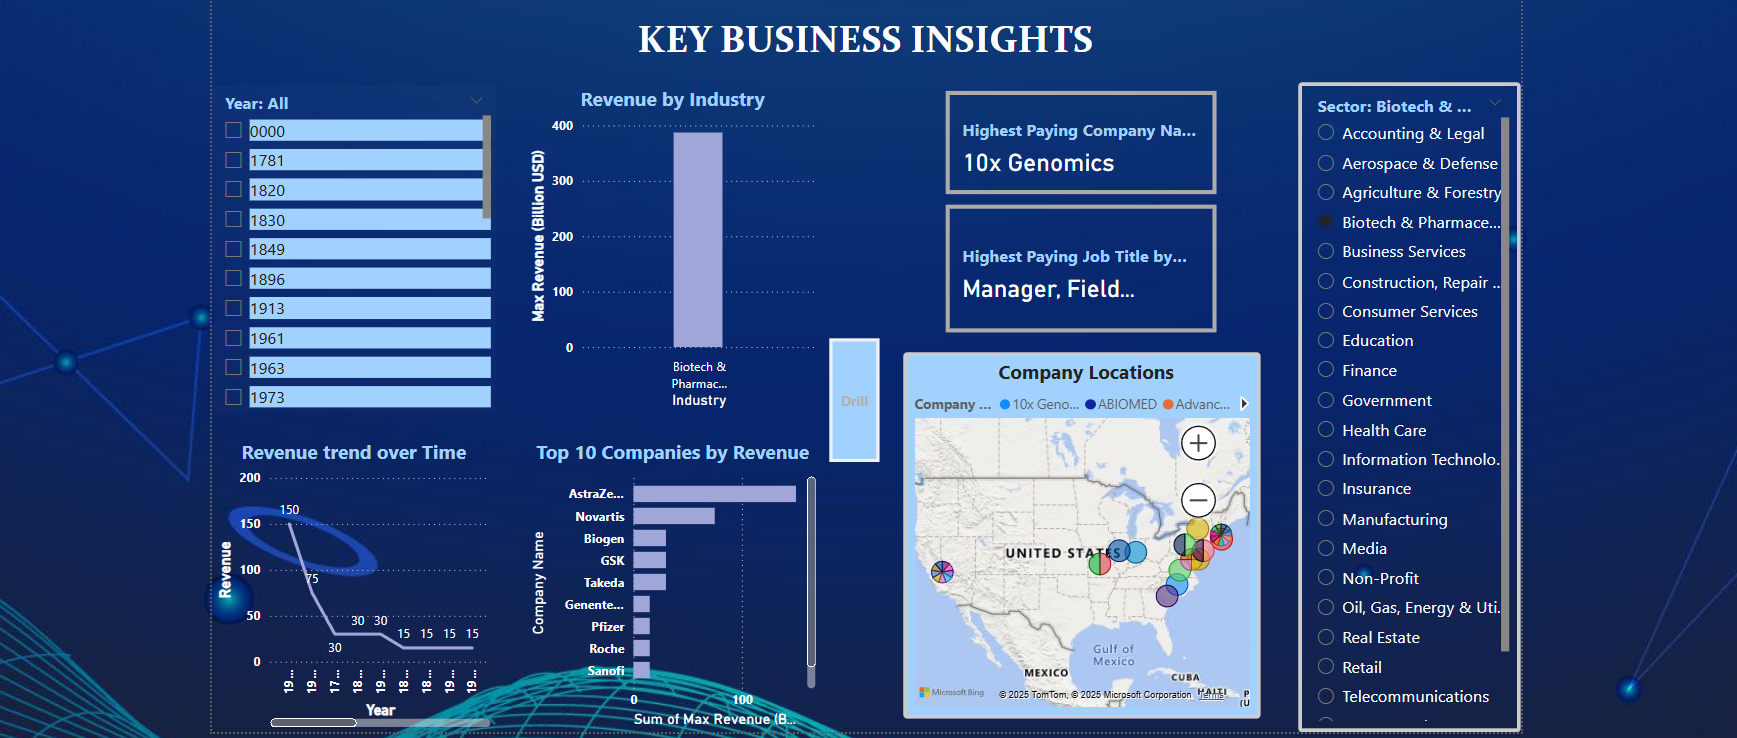 KEY BUSINESS INSIGHTS
Year: All
0000
1781
1820
1830
1849
1896
1913
1961
1963
1973
Revenue by Industry
Max Revenue (Billion USD)
400
300
200
100
0
Biotech &
Pharmac...
Industry
Highest Paying Company Na...
10x Genomics
Highest Paying Job Title by...
Manager, Field...
Drill
Revenue trend over Time
Revenue
200
150
100
50
0
150
75
30
30
30
15
15
15
15
19...
19...
17...
18...
19...
18...
18...
19...
19...
Year
Top 10 Companies by Revenue
Company Name
AstraZe...
Novartis
Biogen
GSK
Takeda
Genente...
Pfizer
Roche
Sanofi
0
100
Sum of Max Revenue (B...
Company Locations
Company ...
10x Geno...
ABIOMED
Advanc...
+
−
UNITED STATES
Gulf of
Mexico
MEXICO
CUBA
HAITI
P
(U
Microsoft Bing
© 2025 TomTom, © 2025 Microsoft Corporation Terms
Sector: Biotech & ...
Accounting & Legal
Aerospace & Defense
Agriculture & Forestry
Biotech & Pharmace...
Business Services
Construction, Repair ..
Consumer Services
Education
Finance
Government
Health Care
Information Technolo.
Insurance
Manufacturing
Media
Non-Profit
Oil, Gas, Energy & Uti.
Real Estate
Retail
Telecommunications